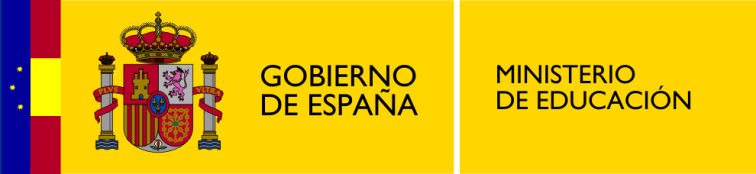 PLVS VLTRA
GOBIERNO
DE ESPAÑA
MINISTERIO
DE EDUCACIÓN